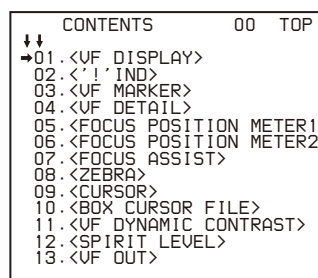 CONTENTS 00 TOP
01.<VF DISPLAY>
02.<'!'IND>
03.<VF MARKER>
04.<VF DETAIL>
05.<FOCUS POSITION METER1
06.<FOCUS POSITION METER2
07.<FOCUS ASSIST>
08.<ZEBRA>
09.<CURSOR>
10.<BOX CURSOR FILE>
11.<VF DYNAMIC CONTRAST>
12.<SPIRIT LEVEL>
13.<VF OUT>